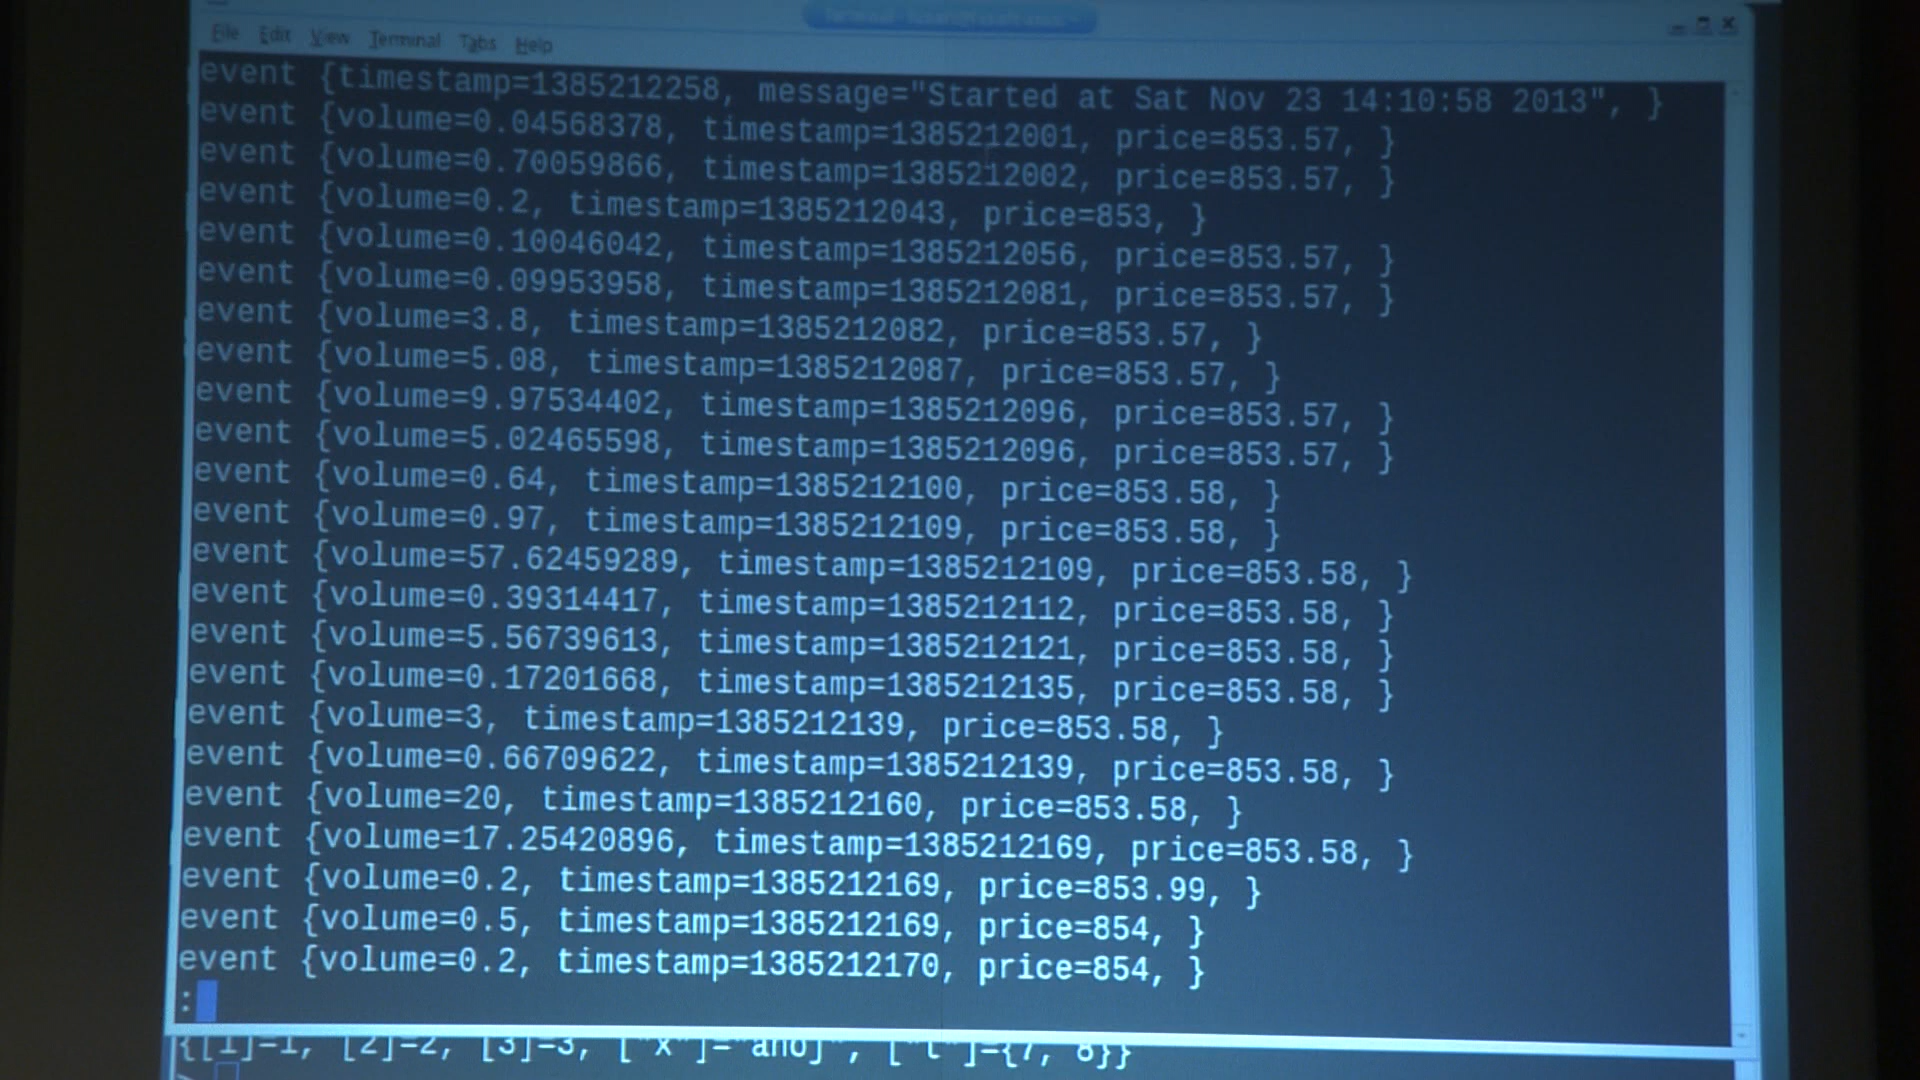 File Edit View Terminal Tabs Help
event {timestamp=1385212258, message="Started at Sat Nov 23 14:10:58 2013", }
event {volume=0.04568378, timestamp=1385212001, price=853.57, }
event {volume=0.70059866, timestamp=1385212002, price=853.57, }
event {volume=0.2, timestamp=1385212043, price=853, }
event {volume=0.10046042, timestamp=1385212056, price=853.57, }
event {volume=0.09953958, timestamp=1385212081, price=853.57, }
event {volume=3.8, timestamp=1385212082, price=853.57, }
event {volume=5.08, timestamp=1385212087, price=853.57, }
event {volume=9.97534402, timestamp=1385212096, price=853.57, }
event {volume=5.02465598, timestamp=1385212096, price=853.57, }
event {volume=0.64, timestamp=1385212100, price=853.58, }
event {volume=0.97, timestamp=1385212109, price=853.58, }
event {volume=57.62459289, timestamp=1385212109, price=853.58, }
event {volume=0.39314417, timestamp=1385212112, price=853.58, }
event {volume=5.56739613, timestamp=1385212121, price=853.58, }
event {volume=0.17201668, timestamp=1385212135, price=853.58, }
event {volume=3, timestamp=1385212139, price=853.58, }
event {volume=0.66709622, timestamp=1385212139, price=853.58, }
event {volume=20, timestamp=1385212160, price=853.58, }
event {volume=17.25420896, timestamp=1385212169, price=853.58, }
event {volume=0.2, timestamp=1385212169, price=853.99, }
event {volume=0.5, timestamp=1385212169, price=854, }
event {volume=0.2, timestamp=1385212170, price=854, }
:
{[1]=1, [2]=2, [3]=3, ["x"]="ahoj", ["t"]={7, 8}}
>